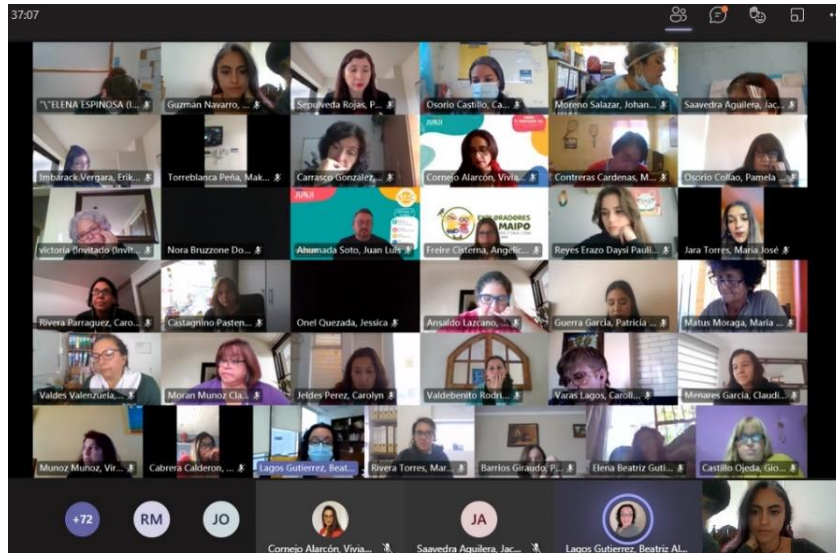 37:07
"\"ELENA ESPINOSA (I...
Guzmán Navarro, ...
Sepulveda Rojas, P...
Osorio Castillo, Ca...
Moreno Salazar, Johan...
Saavedra Aguilera, Jac...
Imbarack Vergara, Erik...
Torreblanca Peña, Mak...
Carrasco Gonzalez, ...
JUNJI
Cornejo Alarcón, Vivia...
Contreras Cardenas, M...
Osorio Collao, Pamela ...
victoria (Invitado) (Invit...
Nora Bruzzone Do...
JUNJI
Ahumada Soto, Juan Luis
EXPLORADORES
MAIPO
Freire Cisterna, Angelic...
Reyes Erazo Daysi Pauli...
Jara Torres, Maria José
Rivera Parraguez, Caro...
Castagnino Pasten...
Onel Quezada, Jessica
Ansaldo Lazcano, ...
Guerra García, Patricia ...
Matus Moraga, Maria ...
Valdes Valenzuela, ...
Moran Munoz Cla...
Jeldes Perez, Carolyn
Valdebenito Rodri...
Varas Lagos, Caroli...
Menares Garcia, Claudi...
Munoz Munoz, Vir...
Cabrera Calderon, ...
Lagos Gutierrez, Beat...
Rivera Torres, Mar...
Barrios Giraudo, P...
Elena Beatriz Guti...
Castillo Ojeda, Gio...
+72
RM
JO
Cornejo Alarcón, Vivia...
JA
Saavedra Aguilera, Jac...
Lagos Gutierrez, Beatriz Al...